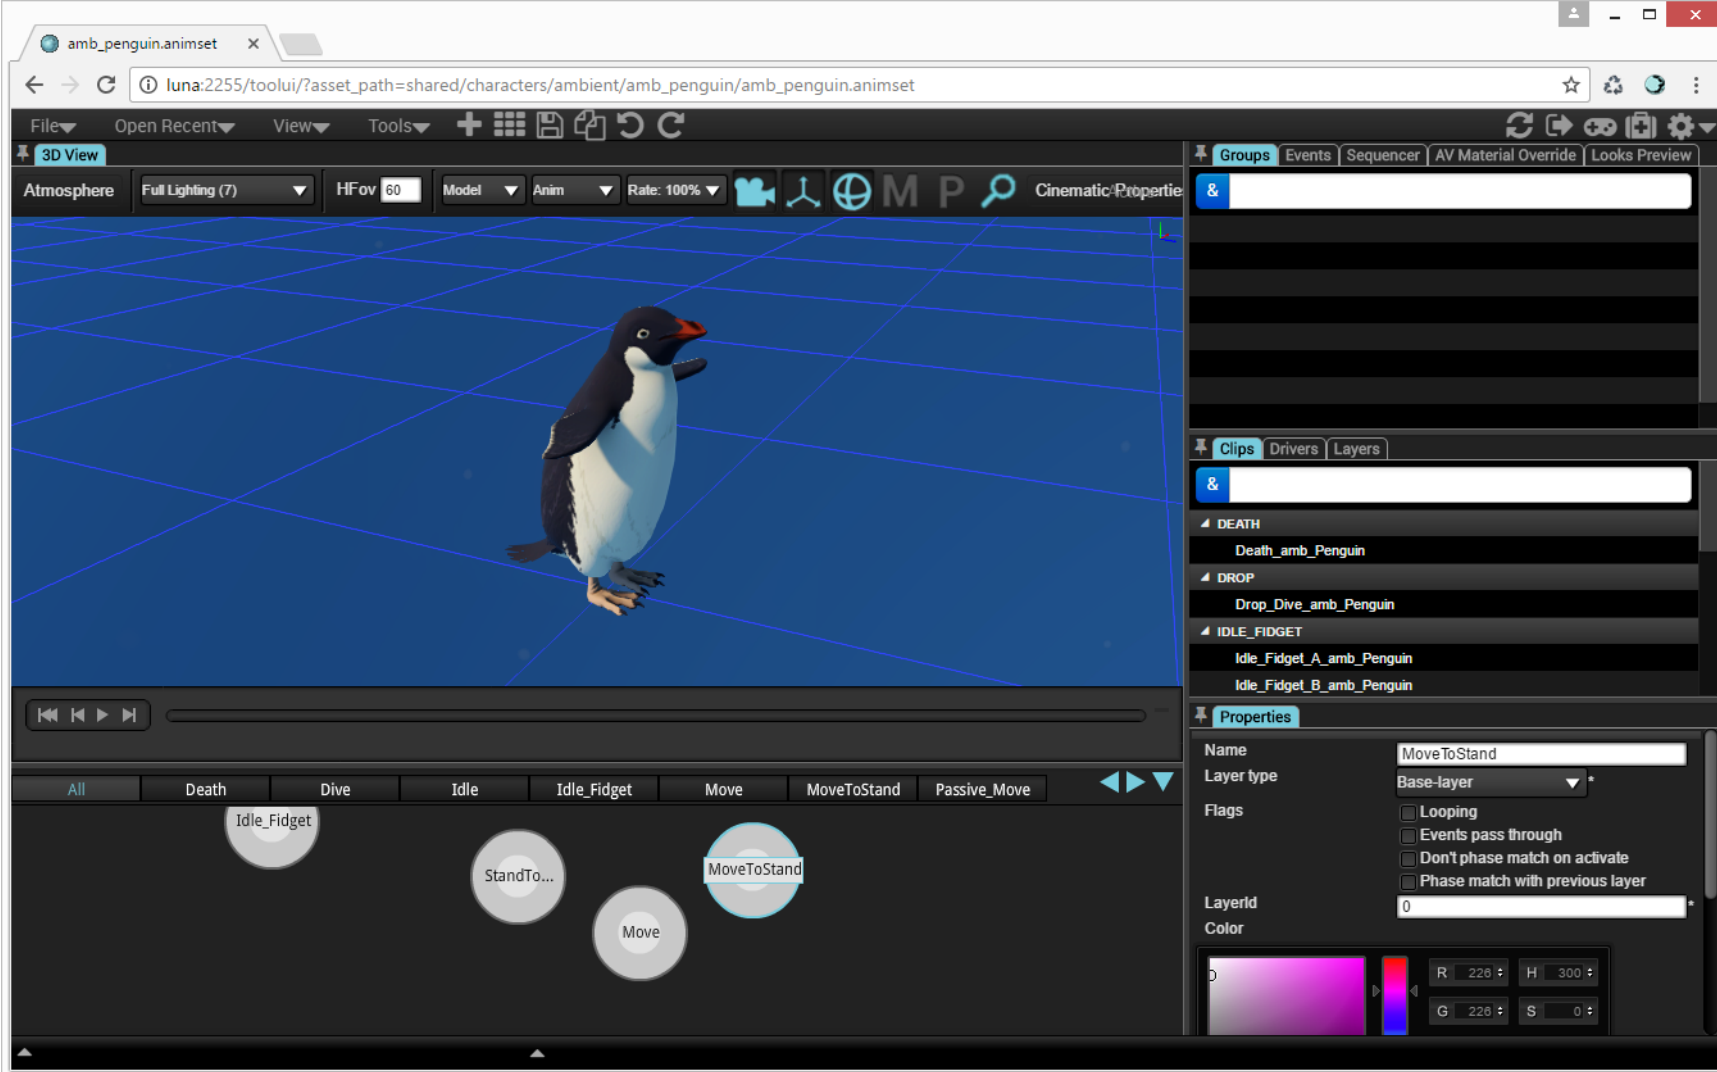 amb_penguin.animset
luna:2255/toolui/?asset_path=shared/characters/ambient/amb_penguin/amb_penguin.animset
File Open Recent View Tools
3D View
Atmosphere Full Lighting (7) HFov 60 Model Anim Rate: 100% M P Cinematic Propertie
Groups Events Sequencer AV Material Override Looks Preview
&
Clips Drivers Layers
&
DEATH
Death_amb_Penguin
DROP
Drop_Dive_amb_Penguin
IDLE_FIDGET
Idle_Fidget_A_amb_Penguin
Idle_Fidget_B_amb_Penguin
All Death Dive Idle Idle_Fidget Move MoveToStand Passive_Move
Idle_Fidget
StandTo...
Move
MoveToStand
Properties
Name MoveToStand
Layer type Base-layer *
Flags Looping
Events pass through
Don't phase match on activate
Phase match with previous layer
LayerId 0 *
Color
R 226 H 300
G 226 S 0